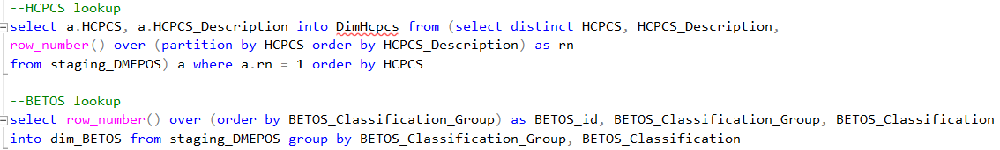 --HCPCS lookup
select a.HCPCS, a.HCPCS_Description into DimHcpcs from (select distinct HCPCS, HCPCS_Description,
row_number() over (partition by HCPCS order by HCPCS_Description) as rn
from staging_DMEPOS) a where a.rn = 1 order by HCPCS
--BETOS lookup
select row_number() over (order by BETOS_Classification_Group) as BETOS_id, BETOS_Classification_Group, BETOS_Classification
into dim_BETOS from staging_DMEPOS group by BETOS_Classification_Group, BETOS_Classification